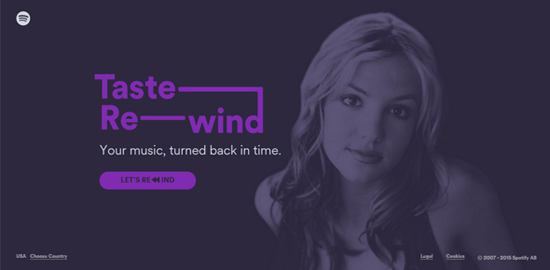 Taste
Re wind
Your music, turned back in time.
LET'S RE IND
USA Choose Country
Legal Cookies © 2007 - 2015 Spotify AB